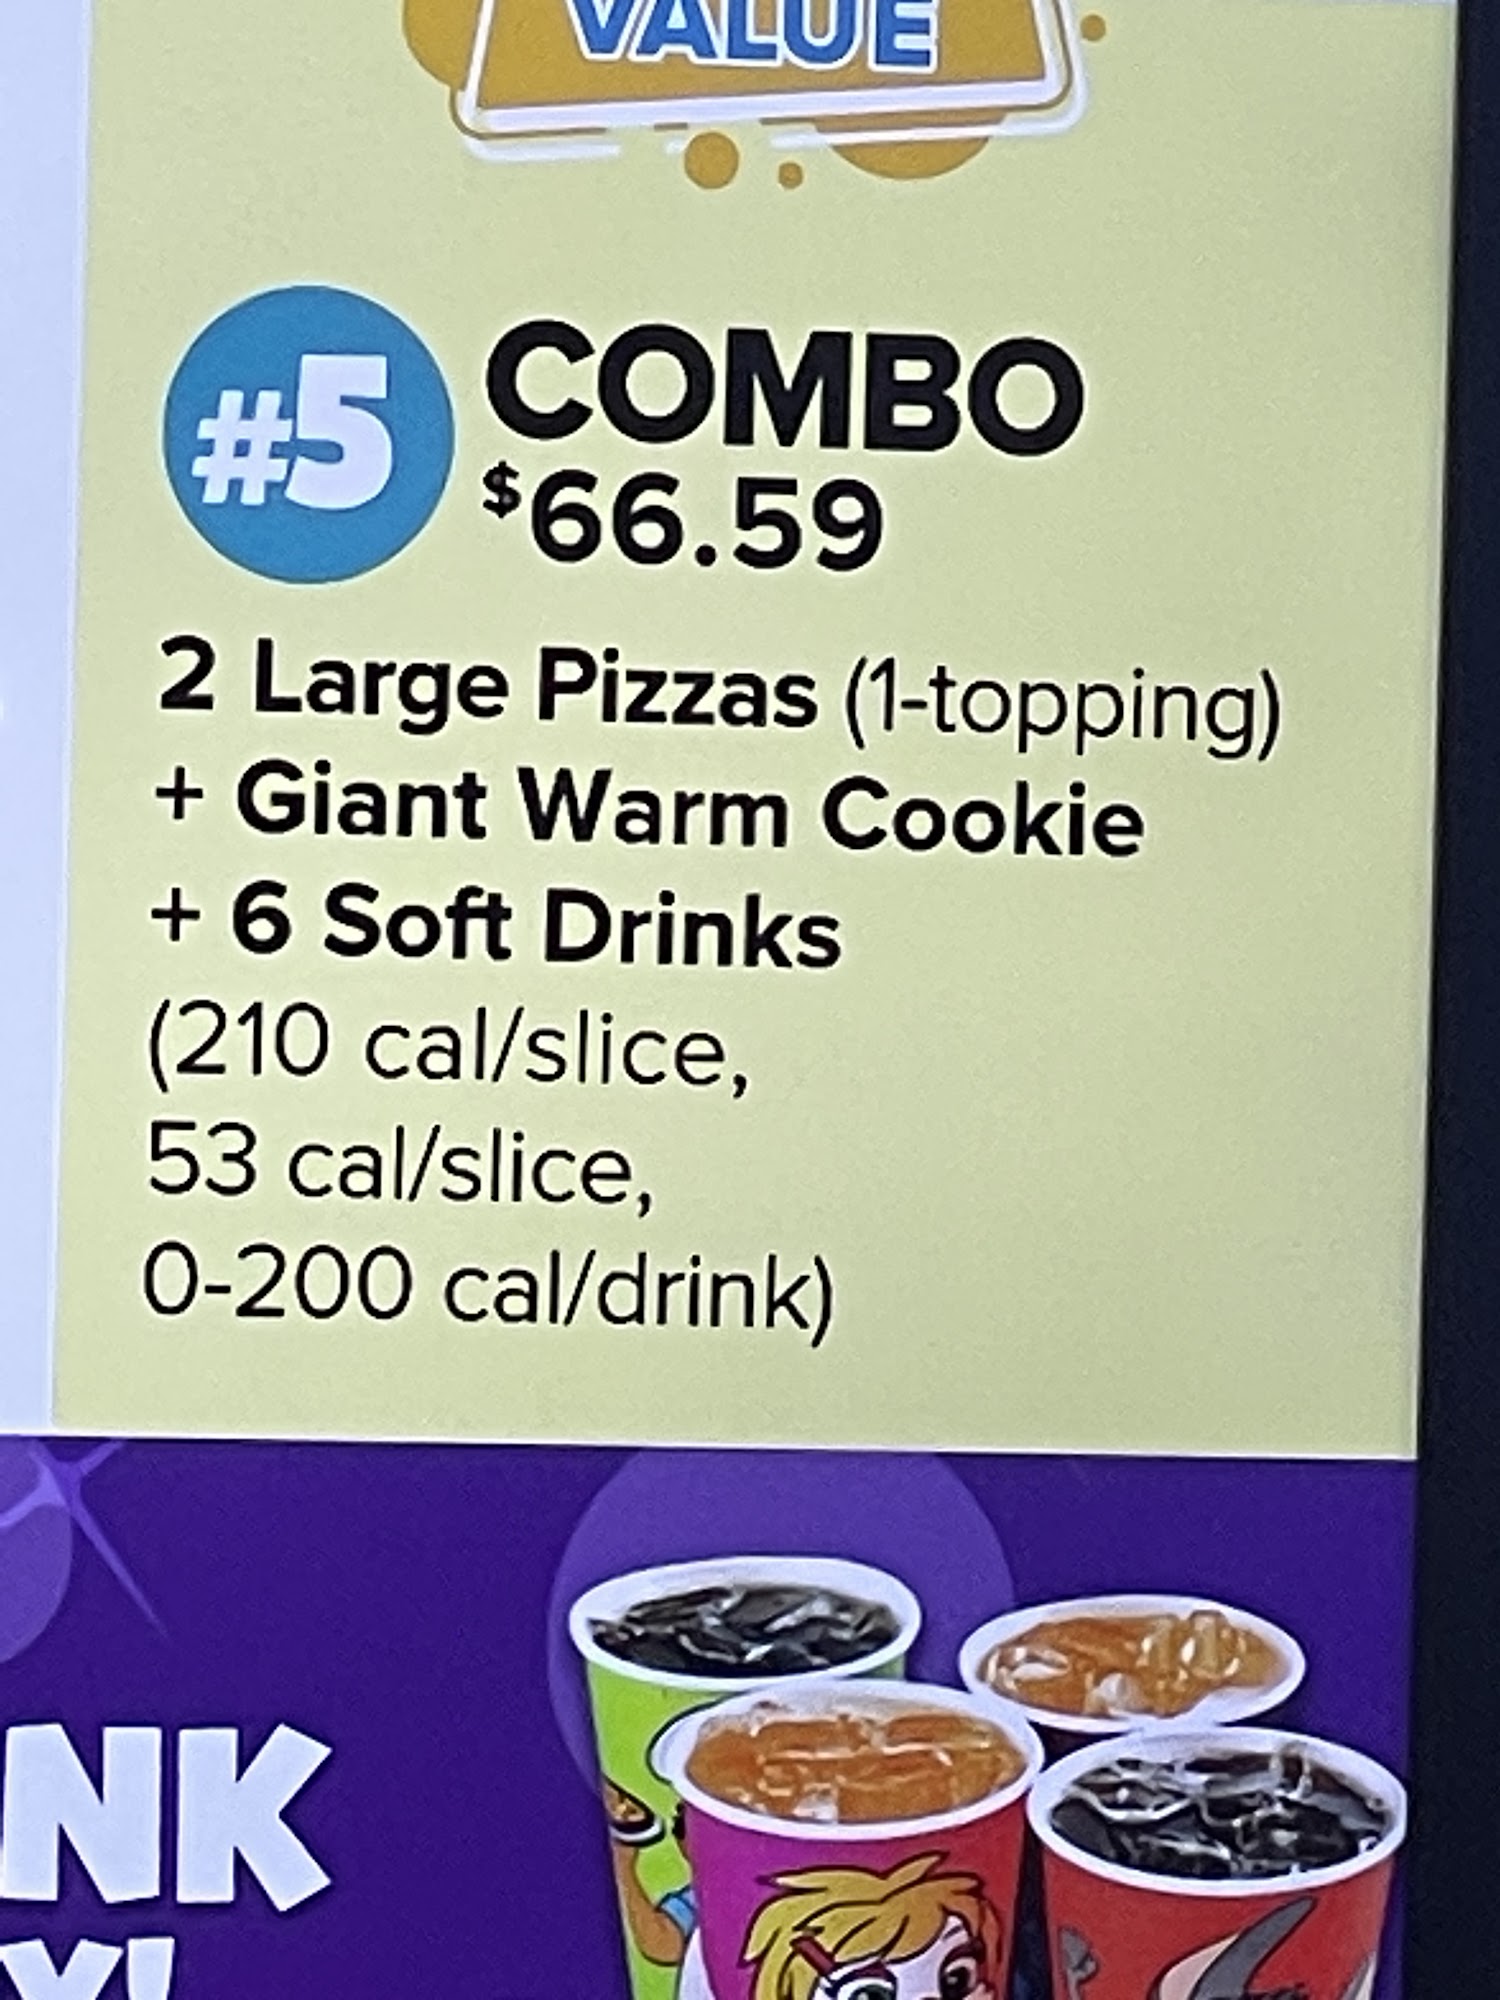 VALUE
#5 COMBO
$66.59
2 Large Pizzas (1-topping)
+ Giant Warm Cookie
+ 6 Soft Drinks
(210 cal/slice,
53 cal/slice,
0-200 cal/drink)
NK
Y!